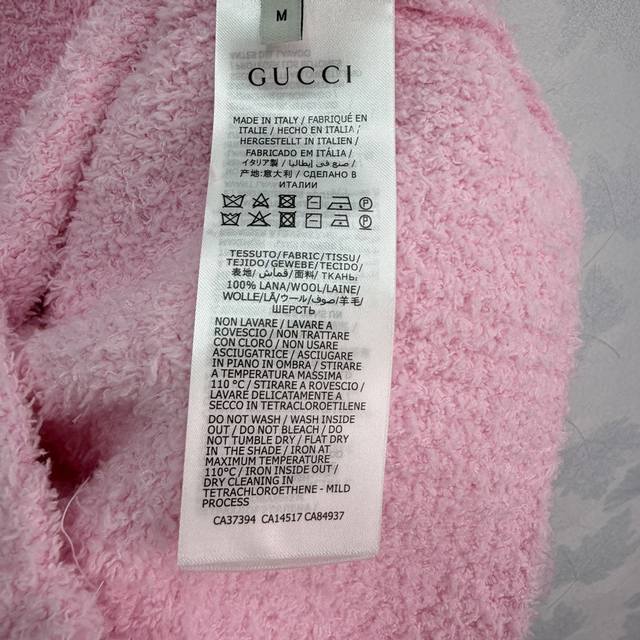 M
GUCCI
MADE IN ITALY / FABRIQUÉ EN
ITALIE / HECHO EN ITALIA /
HERGESTELLT IN ITALIEN /
FABRICADO EM ITÁLIA /
イタリア製 / صنع في إيطاليا /
产地:意大利 / СДЕЛАНО В
ИТАЛИИ
TESSUTO/FABRIC/TISSU/
TEJIDO/GEWEBE/TECIDO/
表地/قماش/面料/ТКАНЬ:
100% LANA/WOOL/LAINE/
WOLLE/LÃ/ウール/صوف/羊毛/
ШЕРСТЬ
NON LAVARE / LAVARE A
ROVESCIO / NON TRATTARE
CON CLORO / NON USARE
ASCIUGATRICE / ASCIUGARE
IN PIANO IN OMBRA / STIRARE
A TEMPERATURA MASSIMA
110 °C / STIRARE A ROVESCIO /
LAVARE DELICATAMENTE A
SECCO IN TETRACLOROETILENE
DO NOT WASH / WASH INSIDE
OUT / DO NOT BLEACH / DO
NOT TUMBLE DRY / FLAT DRY
IN THE SHADE / IRON AT
MAXIMUM TEMPERATURE
110°C / IRON INSIDE OUT /
DRY CLEANING IN
TETRACHLOROETHENE - MILD
PROCESS
CA37394 CA14517 CA84937